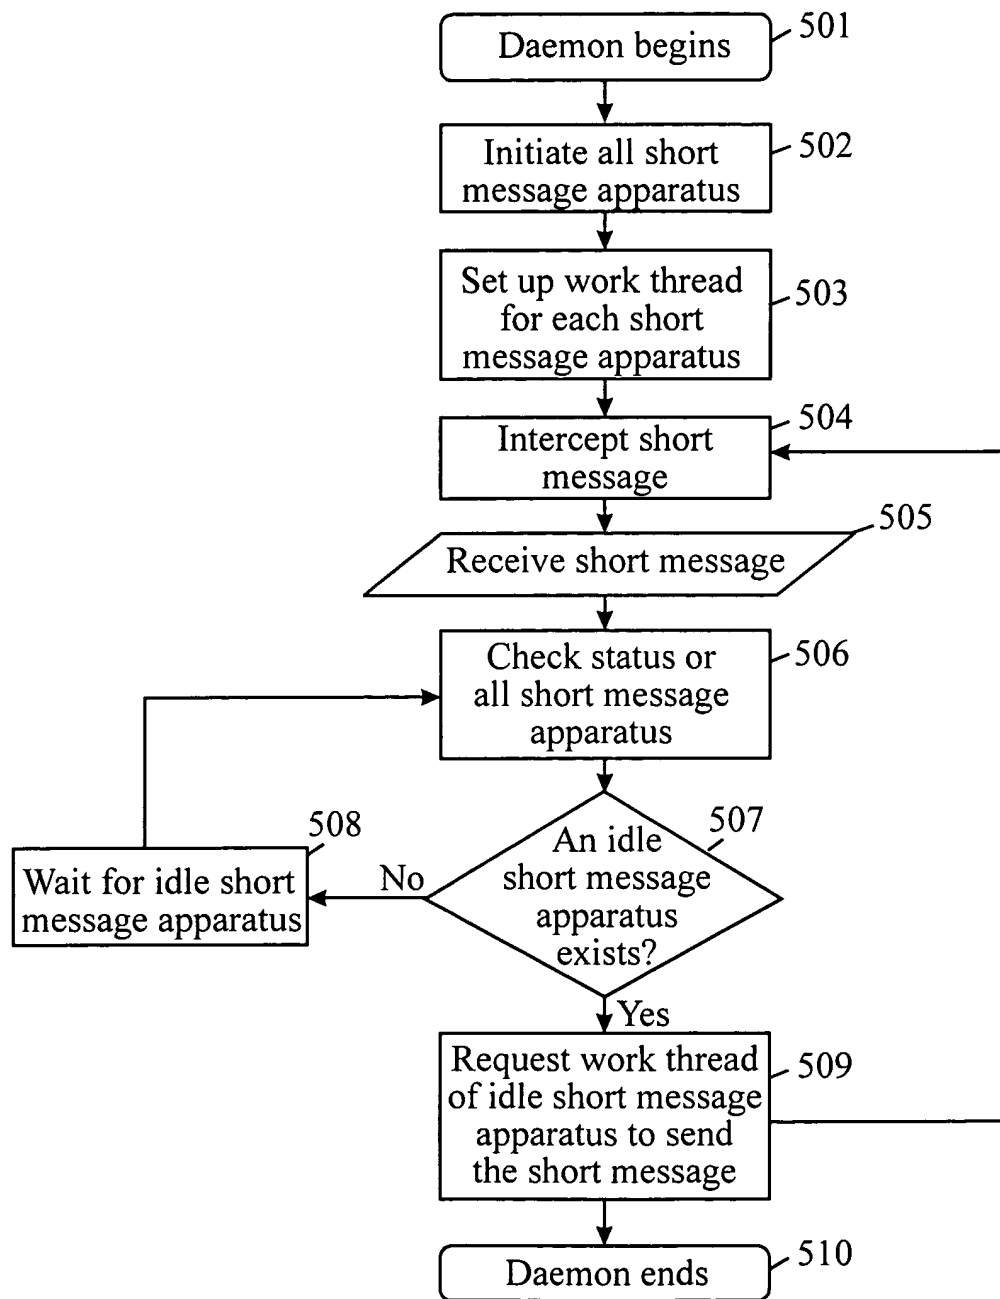 Daemon begins
501
Initiate all short
message apparatus
502
Set up work thread
for each short
message apparatus
503
Intercept short
message
504
Receive short message
505
Check status or
all short message
apparatus
506
An idle
short message
apparatus
exists?
507
No
Wait for idle short
message apparatus
508
Yes
Request work thread
of idle short message
apparatus to send
the short message
509
Daemon ends
510